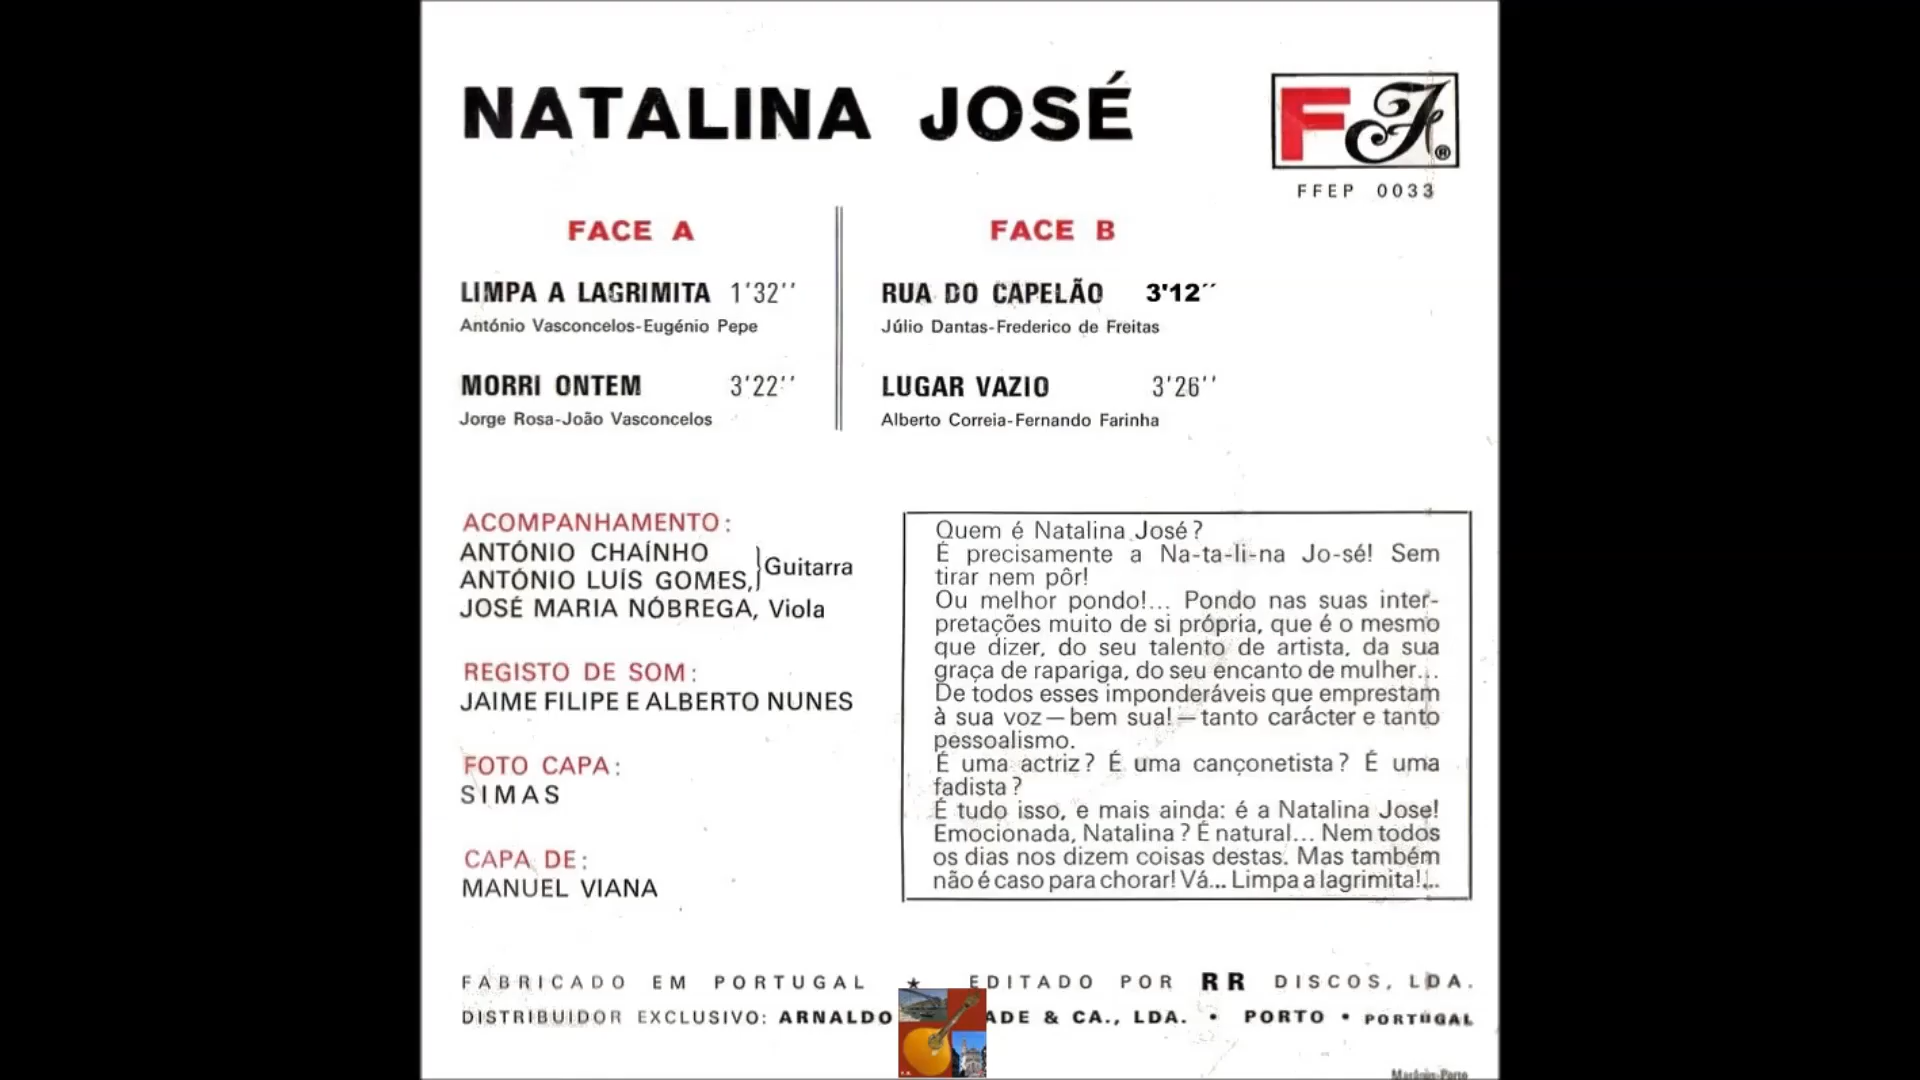 NATALINA JOSÉ
F
FFEP 0033
FACE A
LIMPA A LAGRIMITA 1'32''
António Vasconcelos-Eugénio Pepe
MORRI ONTEM 3'22''
Jorge Rosa-João Vasconcelos
FACE B
RUA DO CAPELÃO 3'12''
Júlio Dantas-Frederico de Freitas
LUGAR VAZIO 3'26''
Alberto Correia-Fernando Farinha
ACOMPANHAMENTO:
ANTÓNIO CHAÍNHO
ANTÓNIO LUÍS GOMES,} Guitarra
JOSÉ MARIA NÓBREGA, Viola
REGISTO DE SOM:
JAIME FILIPE E ALBERTO NUNES
FOTO CAPA:
SIMAS
CAPA DE:
MANUEL VIANA
Quem é Natalina José?
É precisamente a Na-ta-li-na Jo-sé! Sem
tirar nem pôr!
Ou melhor pondo!... Pondo nas suas inter-
pretações muito de si própria, que é o mesmo
que dizer, do seu talento de artista, da sua
graça de rapariga, do seu encanto de mulher...
De todos esses imponderáveis que emprestam
à sua voz—bem sua!—tanto carácter e tanto
pessoalismo.
É uma actriz? É uma cançonetista? É uma
fadista?
É tudo isso, e mais ainda: é a Natalina Jose!
Emocionada, Natalina? É natural... Nem todos
os dias nos dizem coisas destas. Mas também
não é caso para chorar! Vá... Limpa a lagrimita!...
FABRICADO EM PORTUGAL ★ EDITADO POR RR DISCOS, LDA.
DISTRIBUIDOR EXCLUSIVO: ARNALDO ADE & CA., LDA. • PORTO • PORTUGAL